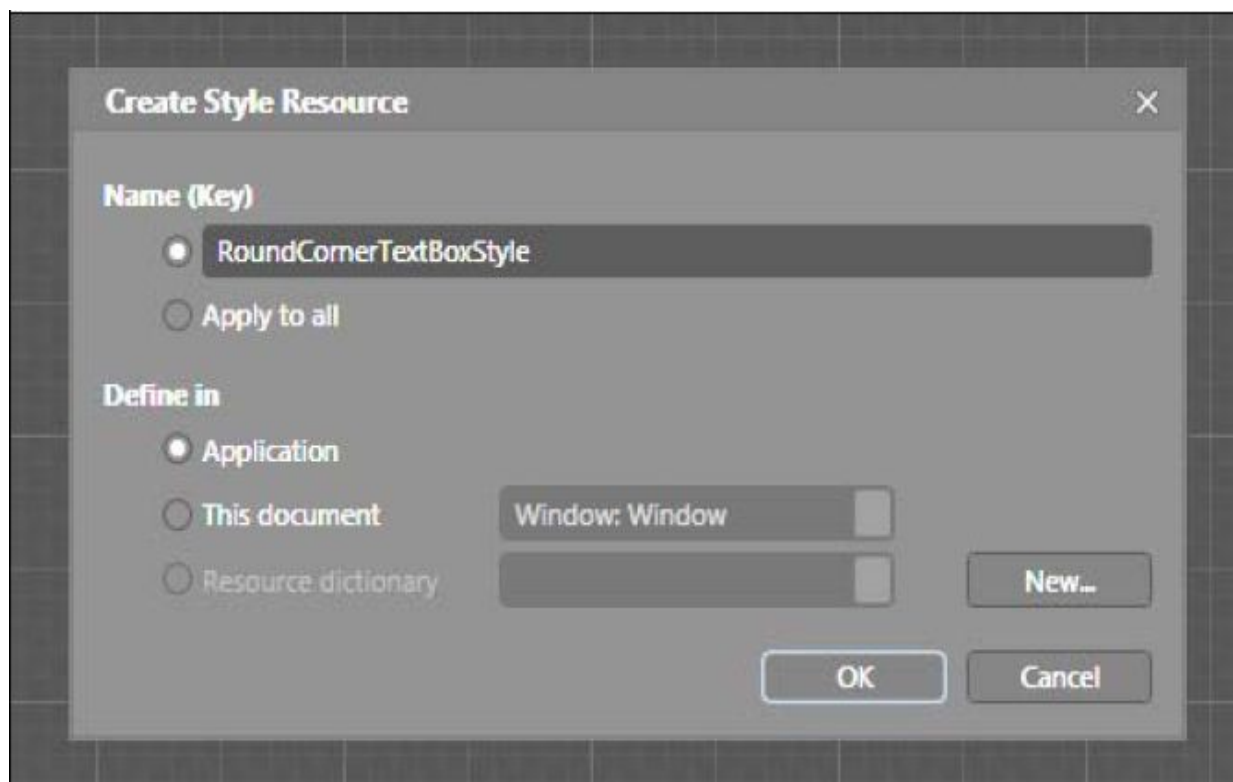 Create Style Resource
Name (Key)
RoundCornerTextBoxStyle
Apply to all
Define in
Application
This document Window: Window
Resource dictionary New...
OK Cancel